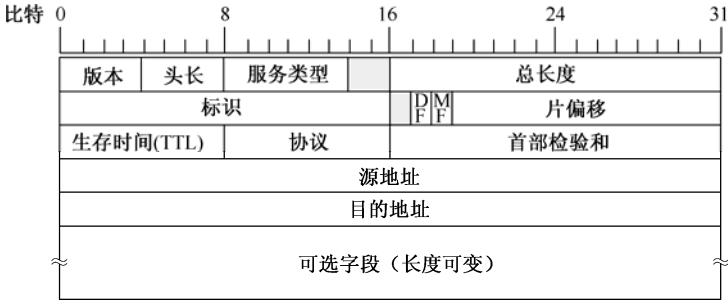 比特 0 8 16 24 31
版本 头长 服务类型 总长度
标识 DF MF 片偏移
生存时间(TTL) 协议 首部检验和
源地址
目的地址
可选字段（长度可变）